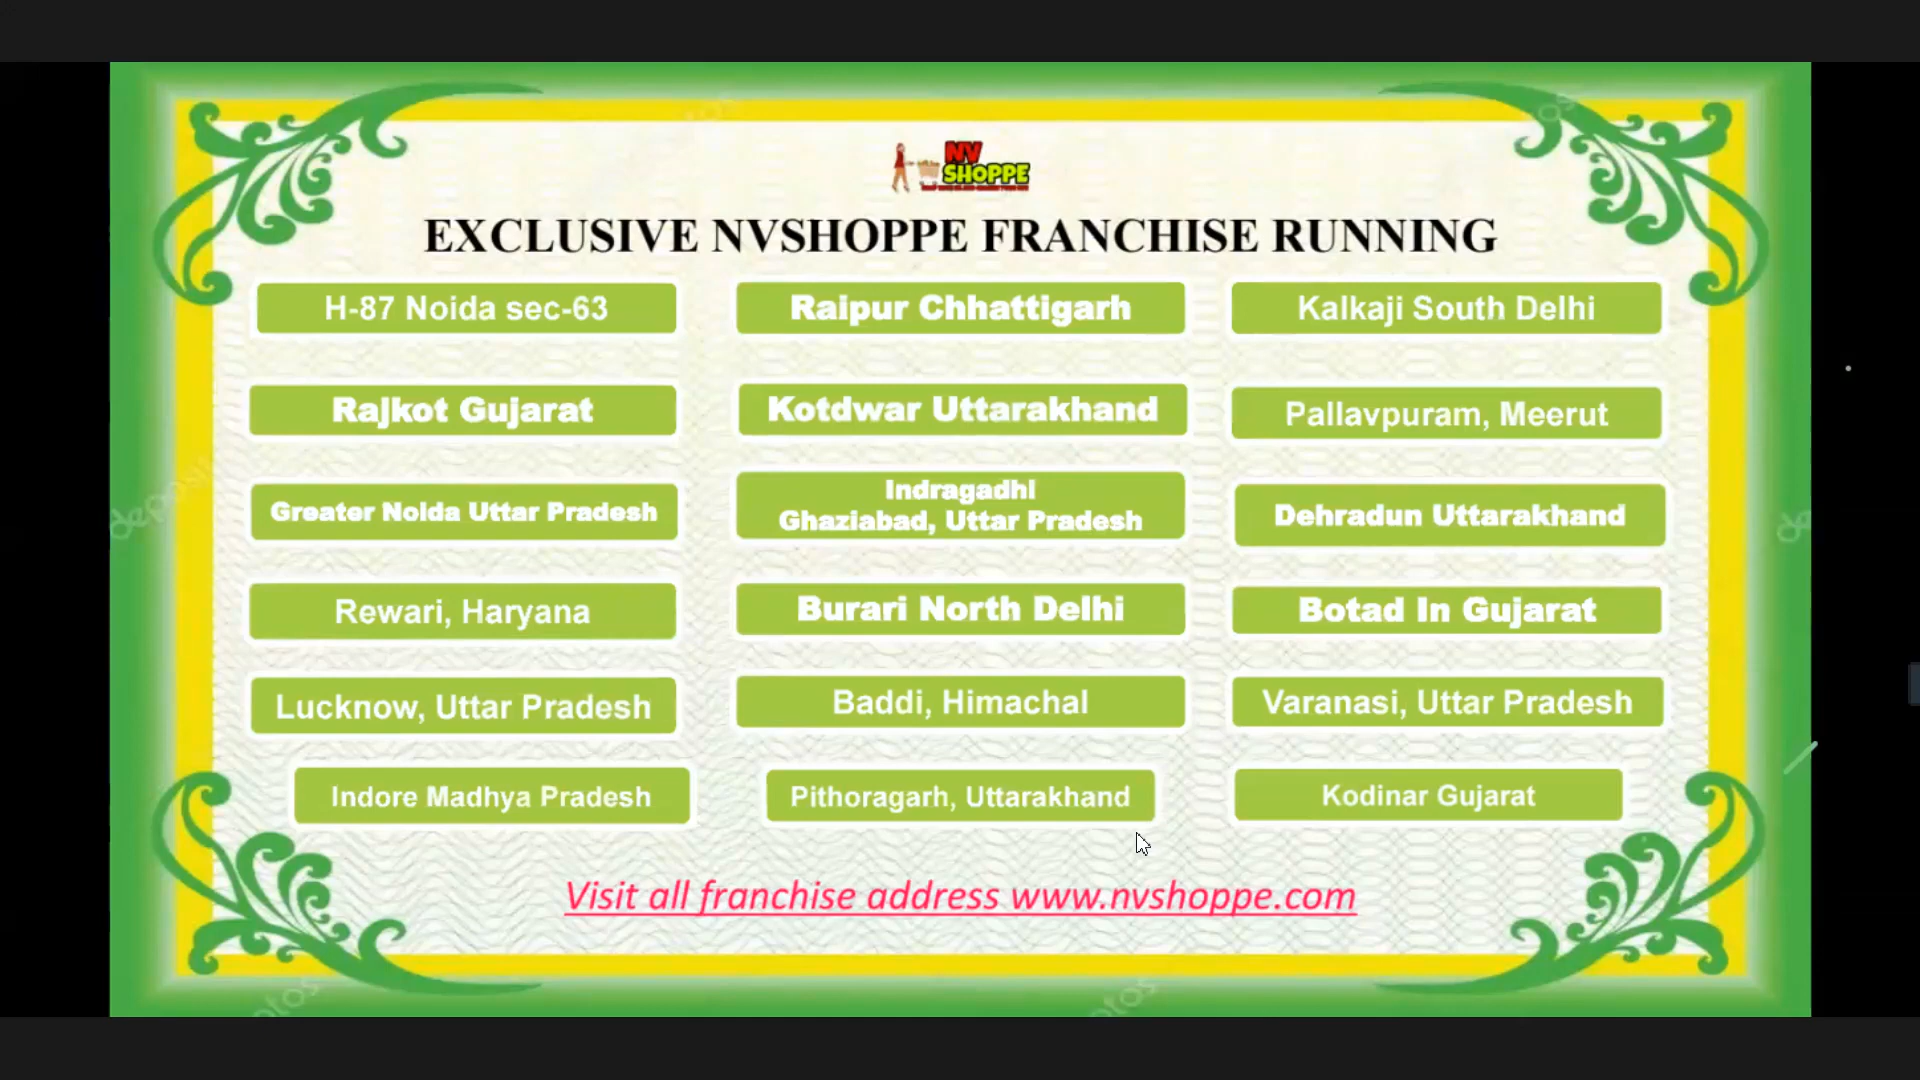 NV
SHOPPE
EXCLUSIVE NVSHOPPE FRANCHISE RUNNING
H-87 Noida sec-63
Raipur Chhattigarh
Kalkaji South Delhi
Rajkot Gujarat
Kotdwar Uttarakhand
Pallavpuram, Meerut
Greater Noida Uttar Pradesh
Indragadhi
Ghaziabad, Uttar Pradesh
Dehradun Uttarakhand
Rewari, Haryana
Burari North Delhi
Botad In Gujarat
Lucknow, Uttar Pradesh
Baddi, Himachal
Varanasi, Uttar Pradesh
Indore Madhya Pradesh
Pithoragarh, Uttarakhand
Kodinar Gujarat
Visit all franchise address www.nvshoppe.com